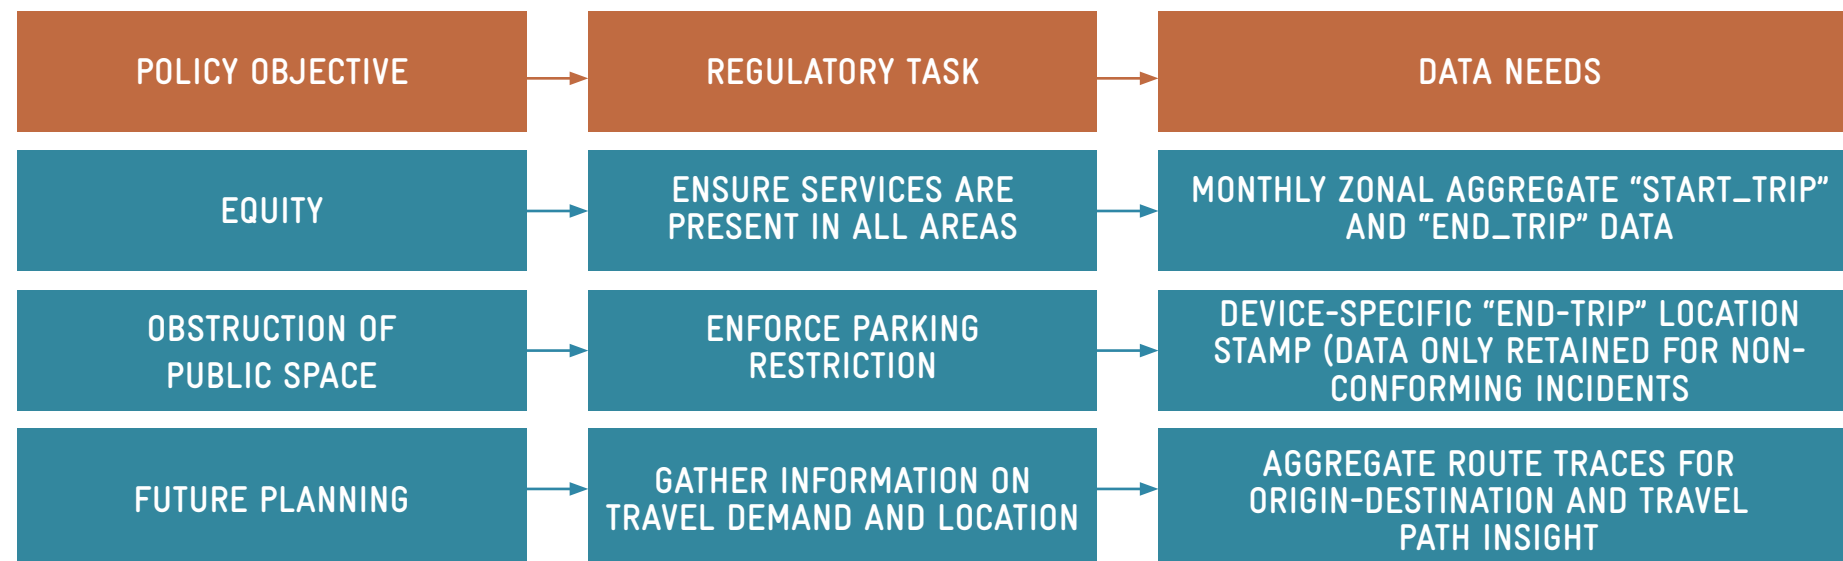 POLICY OBJECTIVE
REGULATORY TASK
DATA NEEDS
EQUITY
ENSURE SERVICES ARE
PRESENT IN ALL AREAS
MONTHLY ZONAL AGGREGATE “START_TRIP”
AND “END_TRIP” DATA
OBSTRUCTION OF
PUBLIC SPACE
ENFORCE PARKING
RESTRICTION
DEVICE-SPECIFIC “END-TRIP” LOCATION
STAMP (DATA ONLY RETAINED FOR NON-
CONFORMING INCIDENTS
FUTURE PLANNING
GATHER INFORMATION ON
TRAVEL DEMAND AND LOCATION
AGGREGATE ROUTE TRACES FOR
ORIGIN-DESTINATION AND TRAVEL
PATH INSIGHT